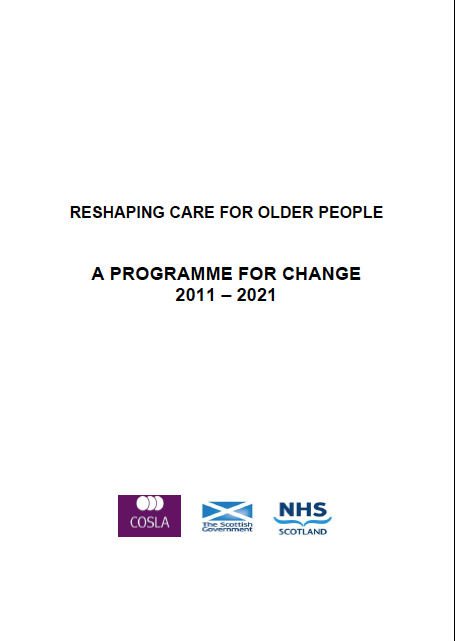 RESHAPING CARE FOR OLDER PEOPLE
A PROGRAMME FOR CHANGE
2011 – 2021
COSLA
The Scottish
Government
NHS
SCOTLAND